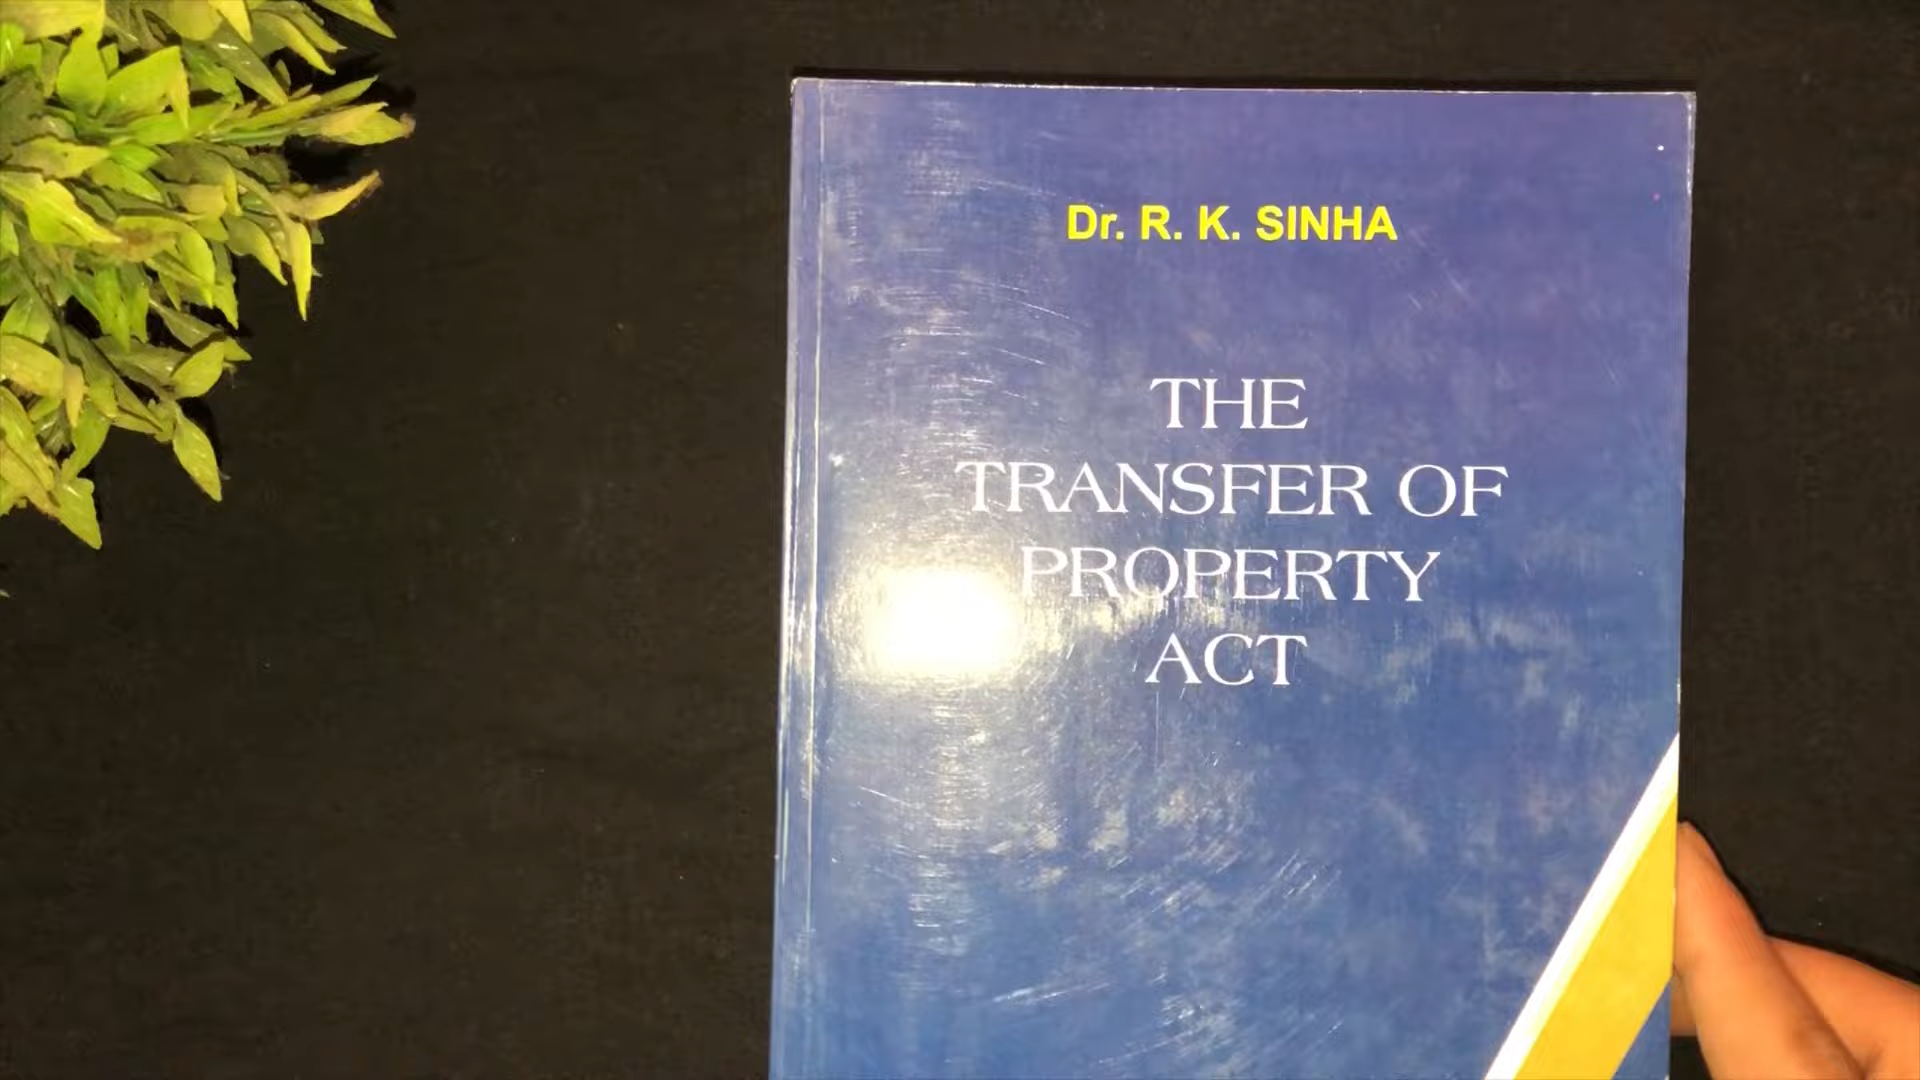 Dr. R. K. SINHA
THE
TRANSFER OF
PROPERTY
ACT